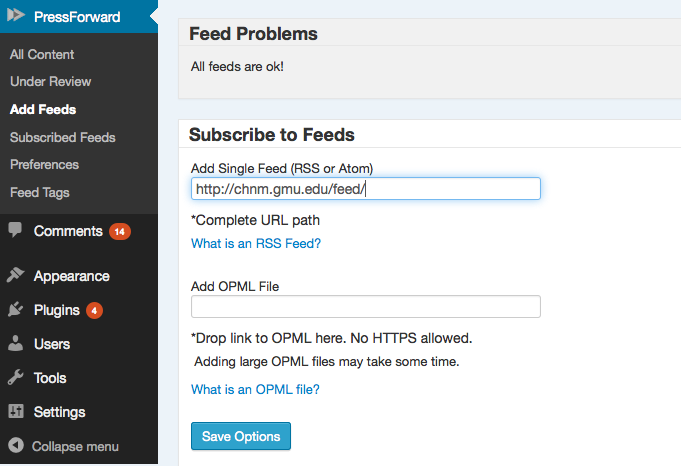 PressForward
All Content
Under Review
Add Feeds
Subscribed Feeds
Preferences
Feed Tags
Comments 14
Appearance
Plugins 4
Users
Tools
Settings
Collapse menu
Feed Problems
All feeds are ok!
Subscribe to Feeds
Add Single Feed (RSS or Atom)
http://chnm.gmu.edu/feed/
*Complete URL path
What is an RSS Feed?
Add OPML File
*Drop link to OPML here. No HTTPS allowed.
Adding large OPML files may take some time.
What is an OPML file?
Save Options